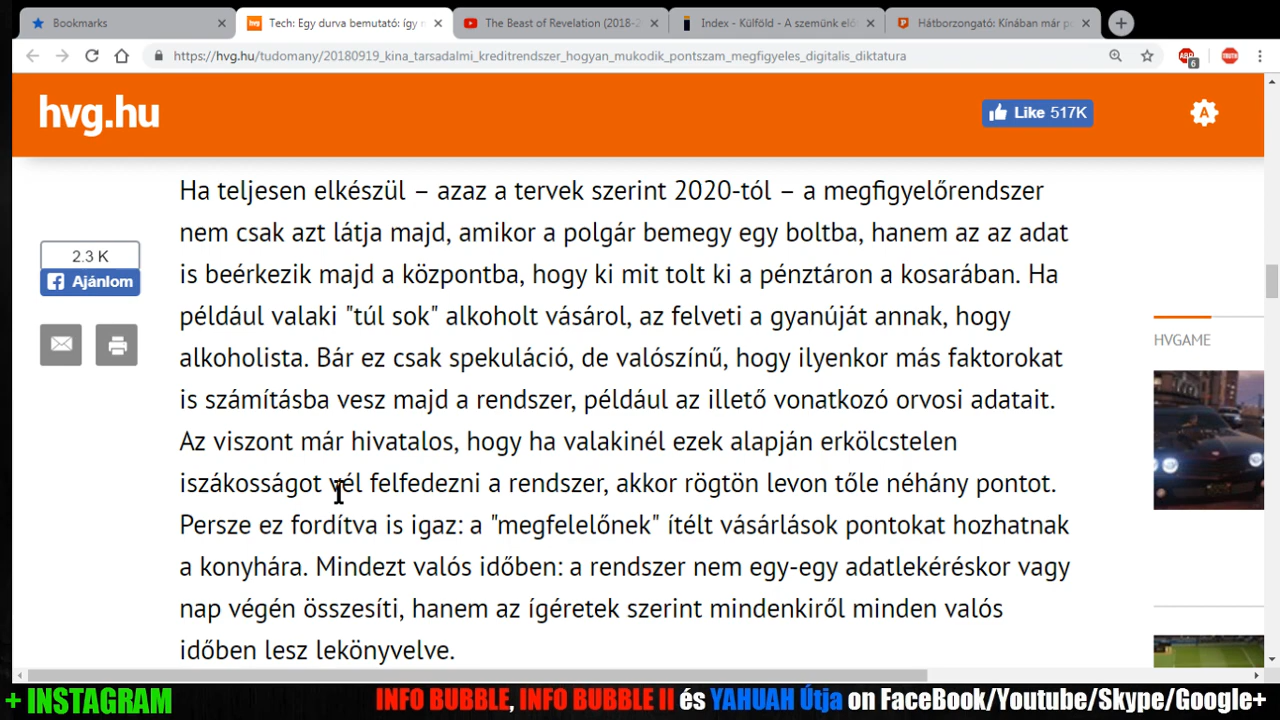 Bookmarks
Tech: Egy durva bemutató: így m
The Beast of Revelation (2018-2
Index - Külföld - A szemünk elő
Hátborzongató: Kínában már p
https://hvg.hu/tudomany/20180919_kina_tarsadalmi_kreditrendszer_hogyan_mukodik_pontszam_megfigyeles_digitalis_diktatura
ABP
6
hvg.hu
Like 517K
A
2.3 K
Ajánlom
Ha teljesen elkészül – azaz a tervek szerint 2020-tól – a megfigyelőrendszer
nem csak azt látja majd, amikor a polgár bemegy egy boltba, hanem az az adat
is beérkezik majd a központba, hogy ki mit tolt ki a pénztáron a kosarában. Ha
például valaki "túl sok" alkoholt vásárol, az felveti a gyanúját annak, hogy
alkoholista. Bár ez csak spekuláció, de valószínű, hogy ilyenkor más faktorokat
is számításba vesz majd a rendszer, például az illető vonatkozó orvosi adatait.
Az viszont már hivatalos, hogy ha valakinél ezek alapján erkölcstelen
iszákosságot vél felfedezni a rendszer, akkor rögtön levon tőle néhány pontot.
Persze ez fordítva is igaz: a "megfelelőnek" ítélt vásárlások pontokat hozhatnak
a konyhára. Mindezt valós időben: a rendszer nem egy-egy adatlekéréskor vagy
nap végén összesíti, hanem az ígéretek szerint mindenkiről minden valós
időben lesz lekönyvelve.
HVGAME
+ INSTAGRAM
INFO BUBBLE, INFO BUBBLE II és YAHUAH Útja on FaceBook/Youtube/Skype/Google+